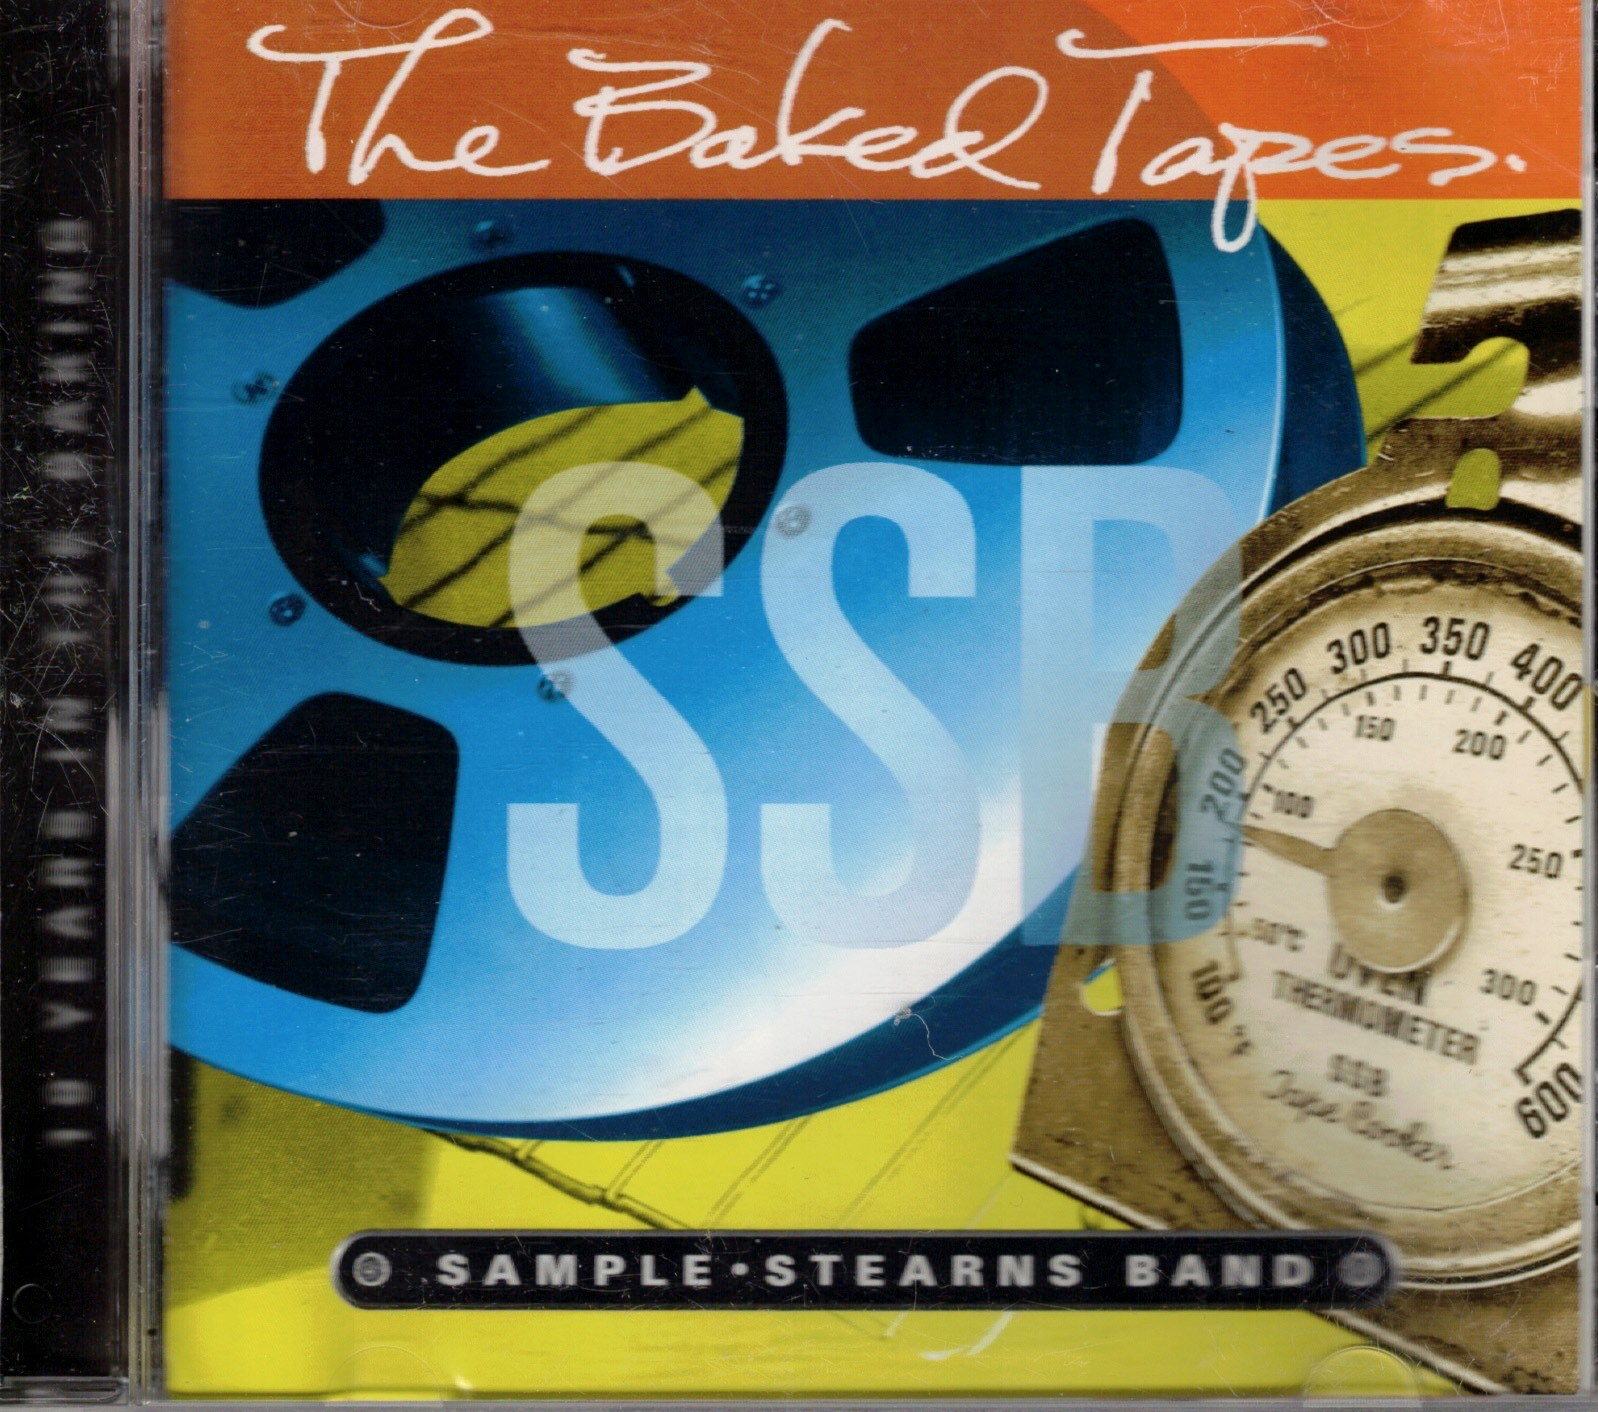 The Baked Tapes.
10 YEARS IN THE BAKING
SSB
100 °F
150
200
250
300
350
400
600
50°C
100
150
200
250
300
OVEN
THERMOMETER
SSB
Tape Cooker
SAMPLE • STEARNS BAND